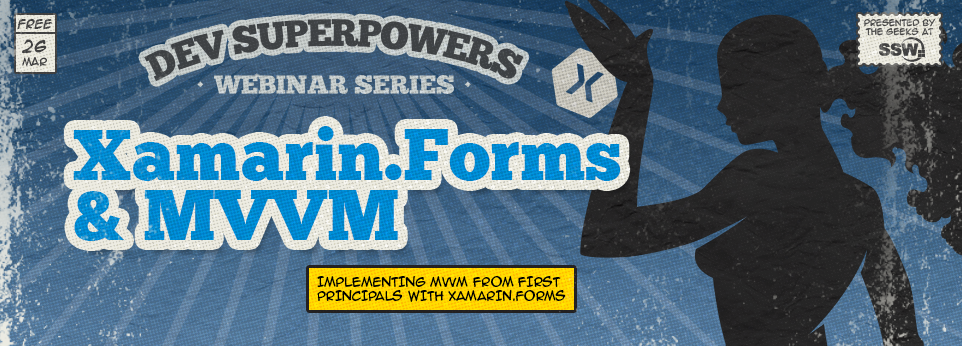 FREE
26
MAR
DEV SUPERPOWERS
· WEBINAR SERIES ·
X
PRESENTED BY
THE GEEKS AT
SSW
Xamarin.Forms
& MVVM
IMPLEMENTING MVVM FROM FIRST
PRINCIPALS WITH XAMARIN.FORMS